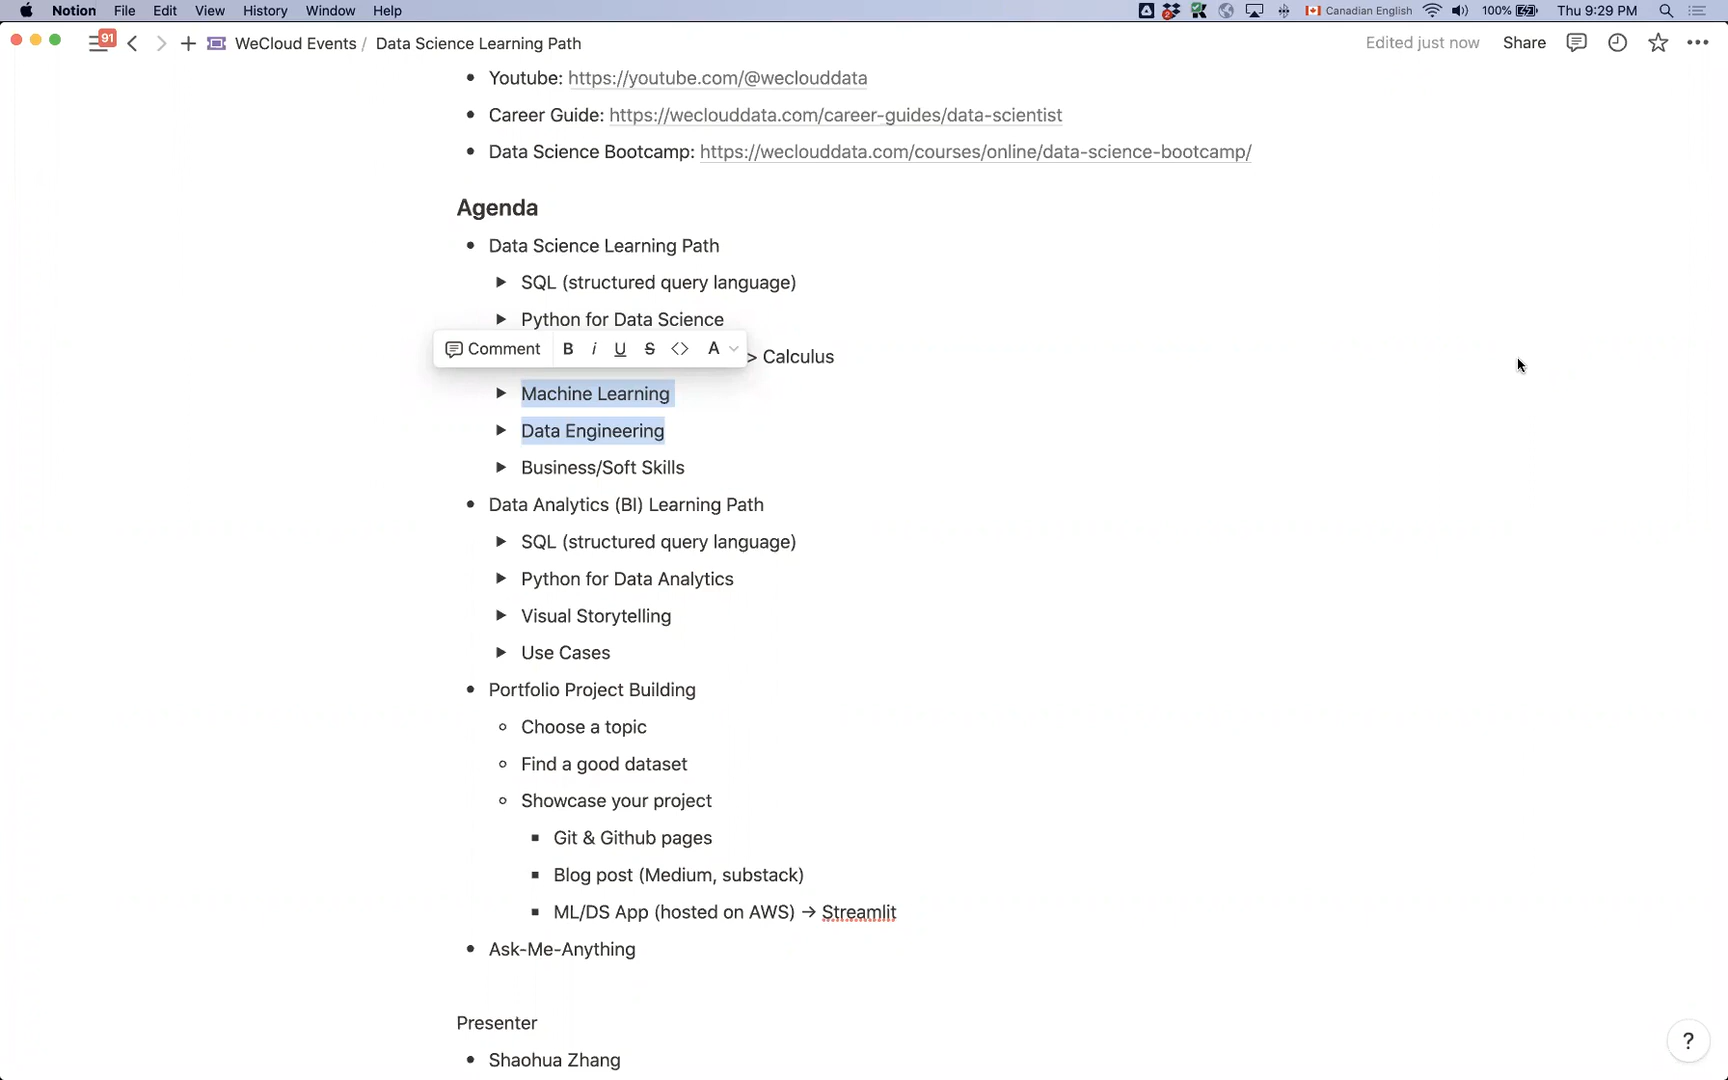 Notion File Edit View History Window Help 2 Canadian English 100% Thu 9:29 PM
91 WeCloud Events / Data Science Learning Path Edited just now Share
Youtube: https://youtube.com/@weclouddata
Career Guide: https://weclouddata.com/career-guides/data-scientist
Data Science Bootcamp: https://weclouddata.com/courses/online/data-science-bootcamp/
Agenda
Data Science Learning Path
SQL (structured query language)
Python for Data Science
Comment B i U S <> A
> Calculus
Machine Learning
Data Engineering
Business/Soft Skills
Data Analytics (BI) Learning Path
SQL (structured query language)
Python for Data Analytics
Visual Storytelling
Use Cases
Portfolio Project Building
Choose a topic
Find a good dataset
Showcase your project
Git & Github pages
Blog post (Medium, substack)
ML/DS App (hosted on AWS) → Streamlit
Ask-Me-Anything
Presenter
Shaohua Zhang
?